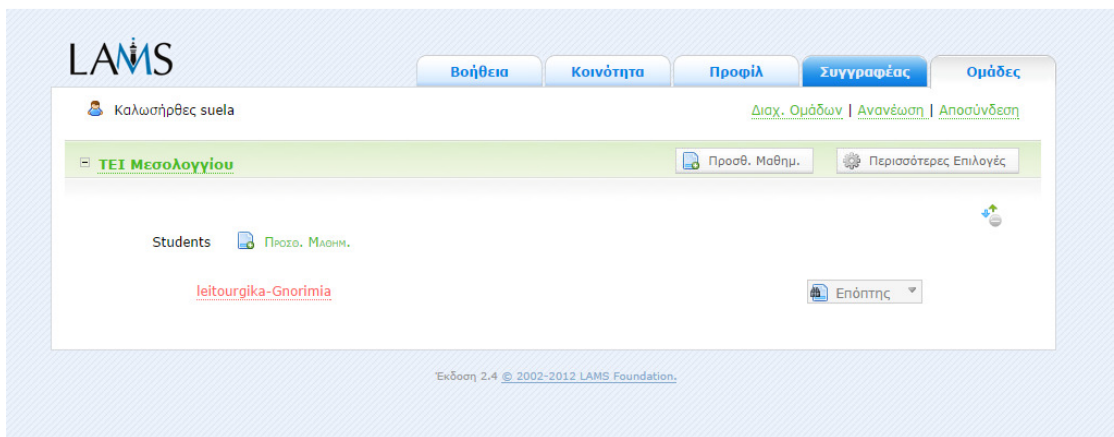 LAMS
Βοήθεια Κοινότητα Προφίλ Συγγραφέας Ομάδες
Καλωσήρθες suela Διαχ. Ομάδων | Ανανέωση | Αποσύνδεση
ΤΕΙ Μεσολογγίου Προσθ. Μαθημ. Περισσότερες Επιλογές
Students Προσθ. Μαθημ.
leitourgika-Gnorimia Επόπτης
Έκδοση 2.4 © 2002-2012 LAMS Foundation.